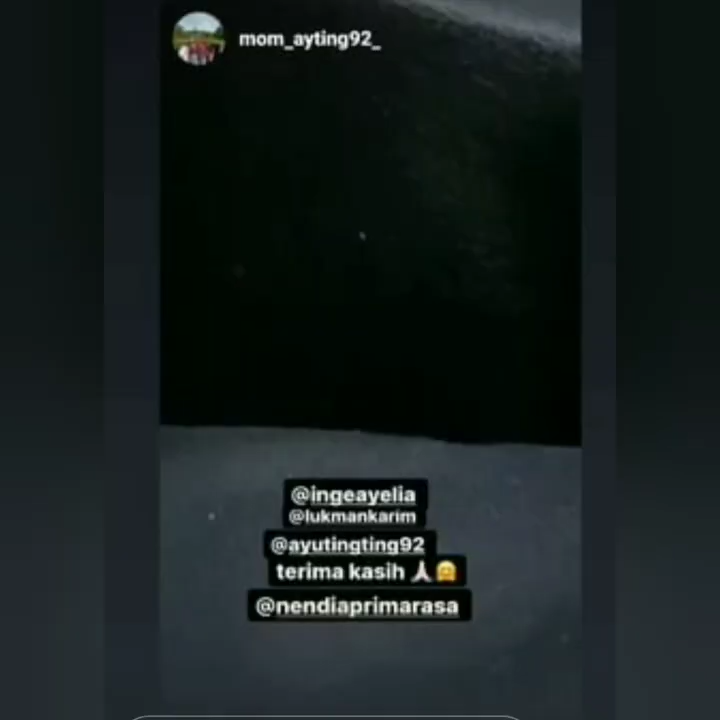 mom_ayting92_
@ingeayelia
@lukmankarim
@ayutingting92
terima kasih 🙏🏻🤗
@nendiaprimarasa